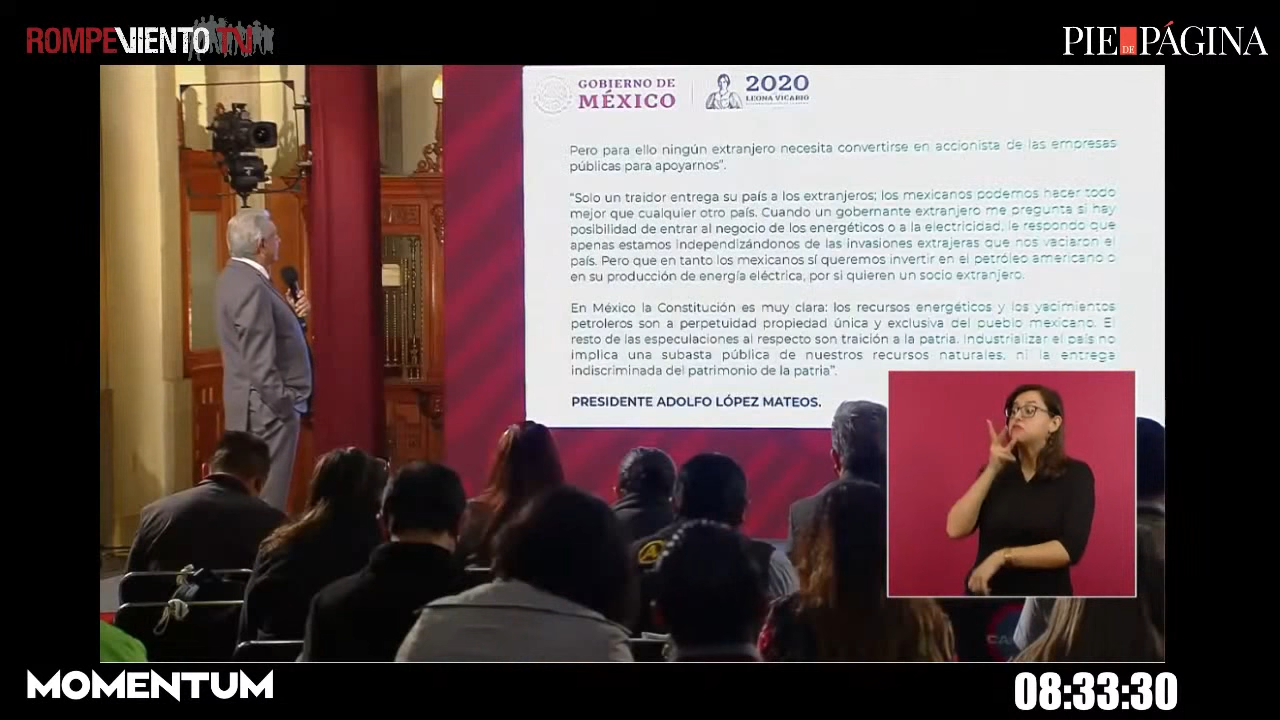 ROMPEVIENTO TV
PIE DE PÁGINA
GOBIERNO DE
MÉXICO
2020
LEONA VICARIO
Pero para ello ningún extranjero necesita convertirse en accionista de las empresas
públicas para apoyarnos”.
“Solo un traidor entrega su país a los extranjeros; los mexicanos podemos hacer todo
mejor que cualquier otro país. Cuando un gobernante extranjero me pregunta si hay
posibilidad de entrar al negocio de los energéticos o a la electricidad, le respondo que
apenas estamos independizándonos de las invasiones extrajeras que nos vaciaron el
país. Pero que en tanto los mexicanos sí queremos invertir en el petróleo americano o
en su producción de energía eléctrica, por si quieren un socio extranjero.
En México la Constitución es muy clara: los recursos energéticos y los yacimientos
petroleros son a perpetuidad propiedad única y exclusiva del pueblo mexicano. El
resto de las especulaciones al respecto son traición a la patria. Industrializar el país no
implica una subasta pública de nuestros recursos naturales, ni la entrega
indiscriminada del patrimonio de la patria”.
PRESIDENTE ADOLFO LÓPEZ MATEOS.
MOMENTUM
08:33:30